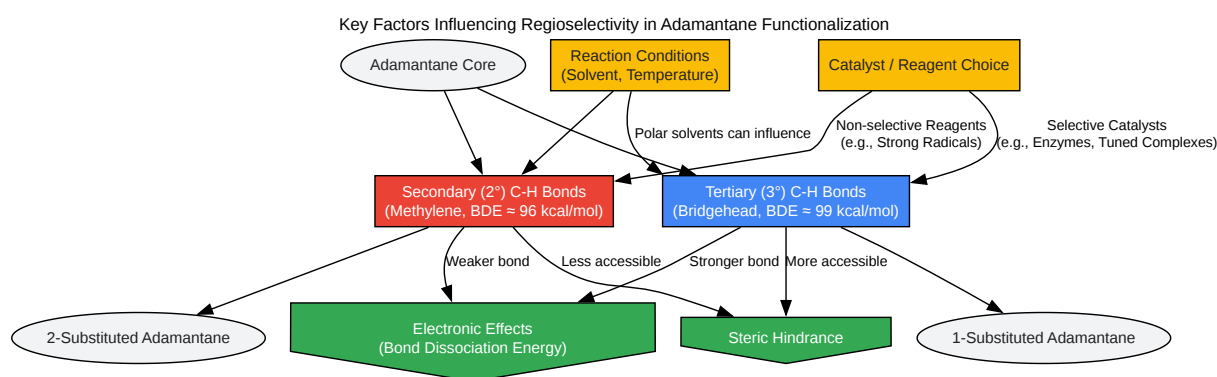 Key Factors Influencing Regioselectivity in Adamantane Functionalization
Adamantane Core
Reaction Conditions
(Solvent, Temperature)
Catalyst / Reagent Choice
Polar solvents can influence
Non-selective Reagents
(e.g., Strong Radicals)
Selective Catalysts
(e.g., Enzymes, Tuned Complexes)
Secondary (2°) C-H Bonds
(Methylene, BDE ≈ 96 kcal/mol)
Tertiary (3°) C-H Bonds
(Bridgehead, BDE ≈ 99 kcal/mol)
Weaker bond
Less accessible
Stronger bond
More accessible
2-Substituted Adamantane
Electronic Effects
(Bond Dissociation Energy)
Steric Hindrance
1-Substituted Adamantane